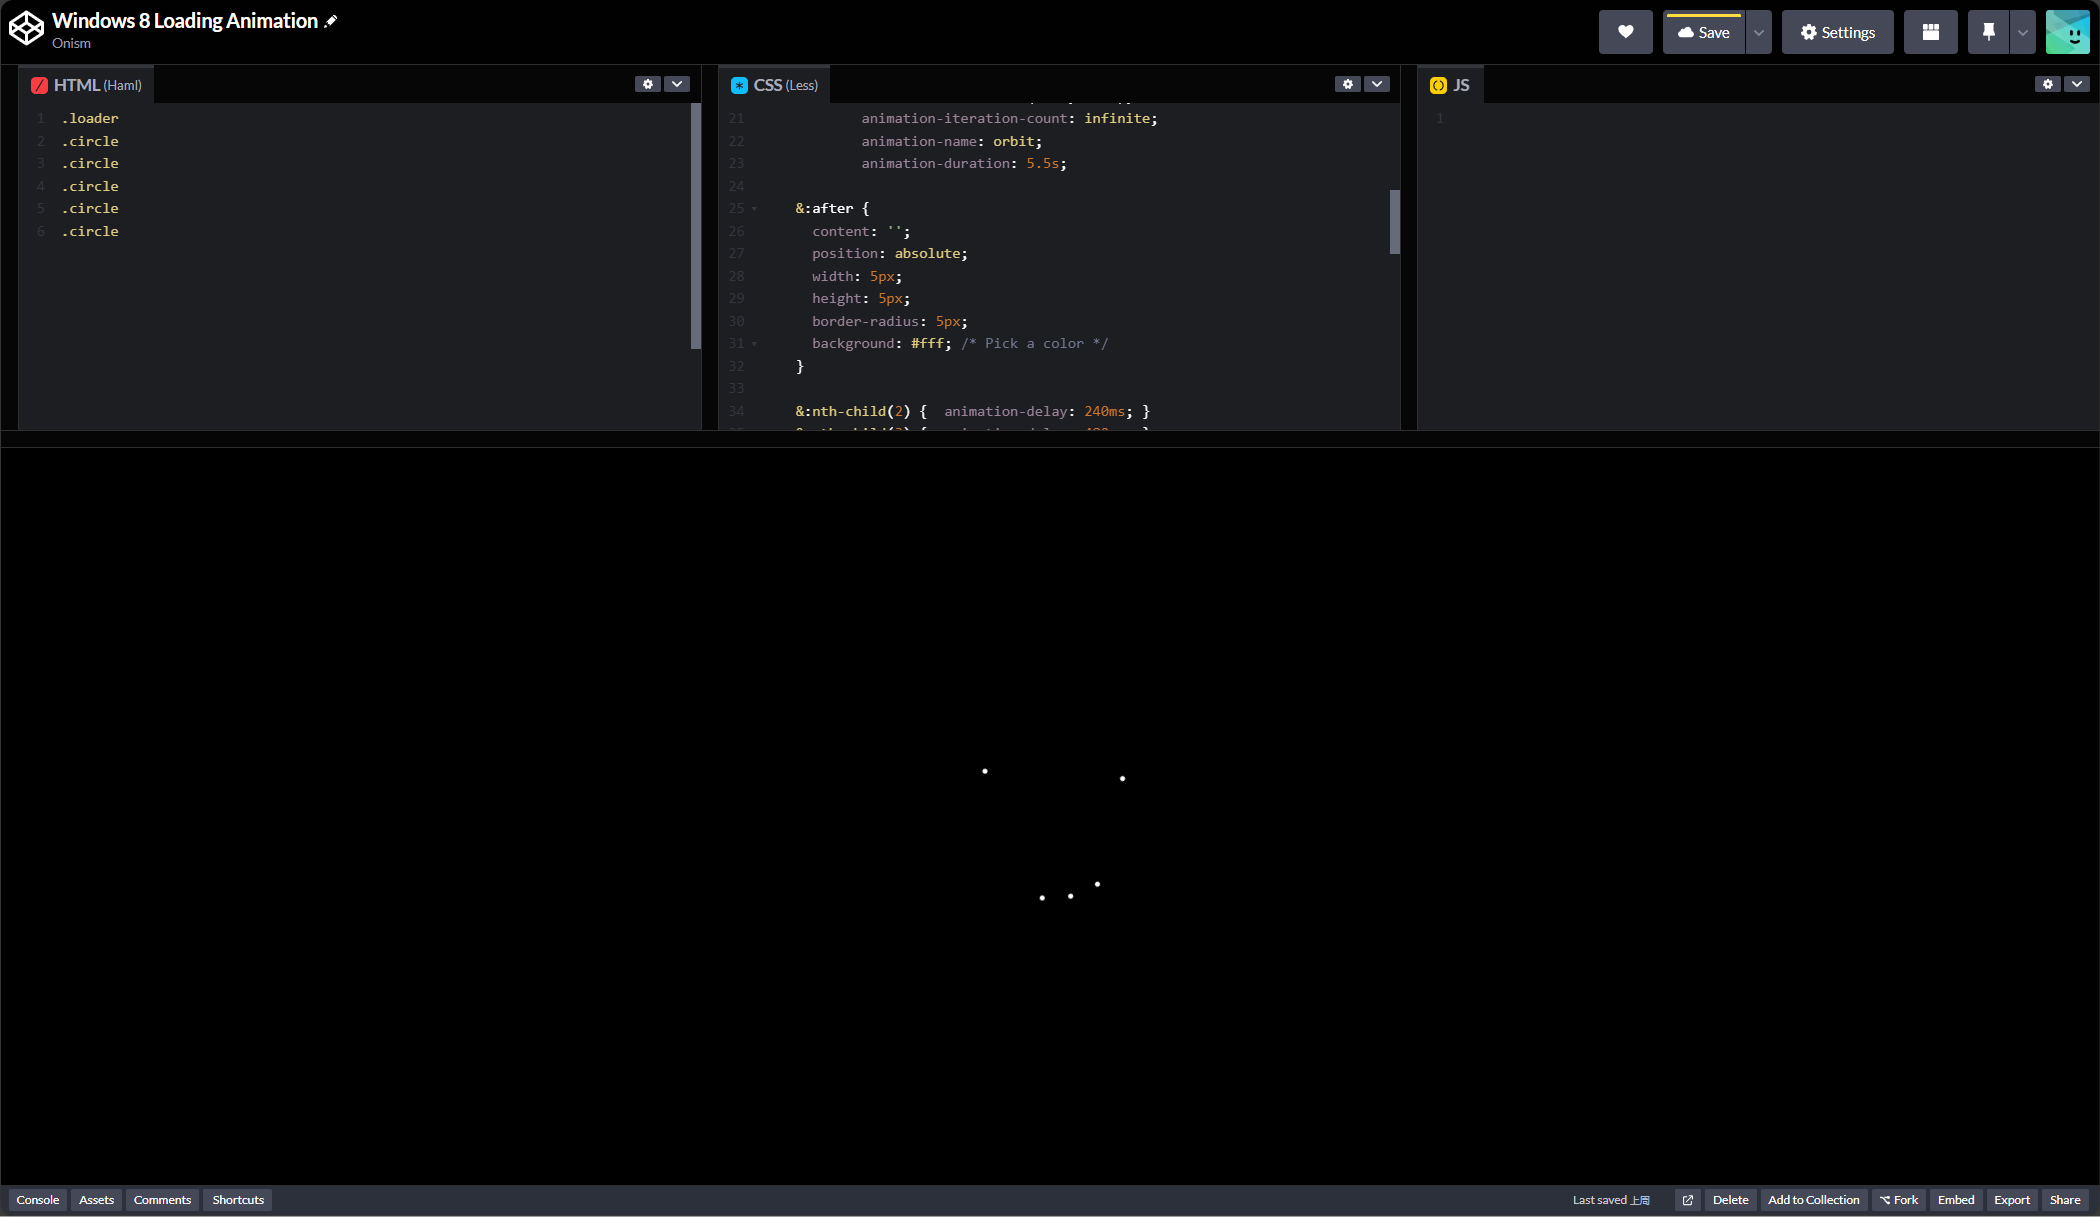 Windows 8 Loading Animation
Onism
Save
Settings
HTML (Haml)
1 .loader
2 .circle
3 .circle
4 .circle
5 .circle
6 .circle
CSS (Less)
21 animation-iteration-count: infinite;
22 animation-name: orbit;
23 animation-duration: 5.5s;
24
25 &:after {
26 content: '';
27 position: absolute;
28 width: 5px;
29 height: 5px;
30 border-radius: 5px;
31 background: #fff; /* Pick a color */
32 }
33
34 &:nth-child(2) { animation-delay: 240ms; }
JS
1
Console Assets Comments Shortcuts
Last saved 上周 Delete Add to Collection Fork Embed Export Share